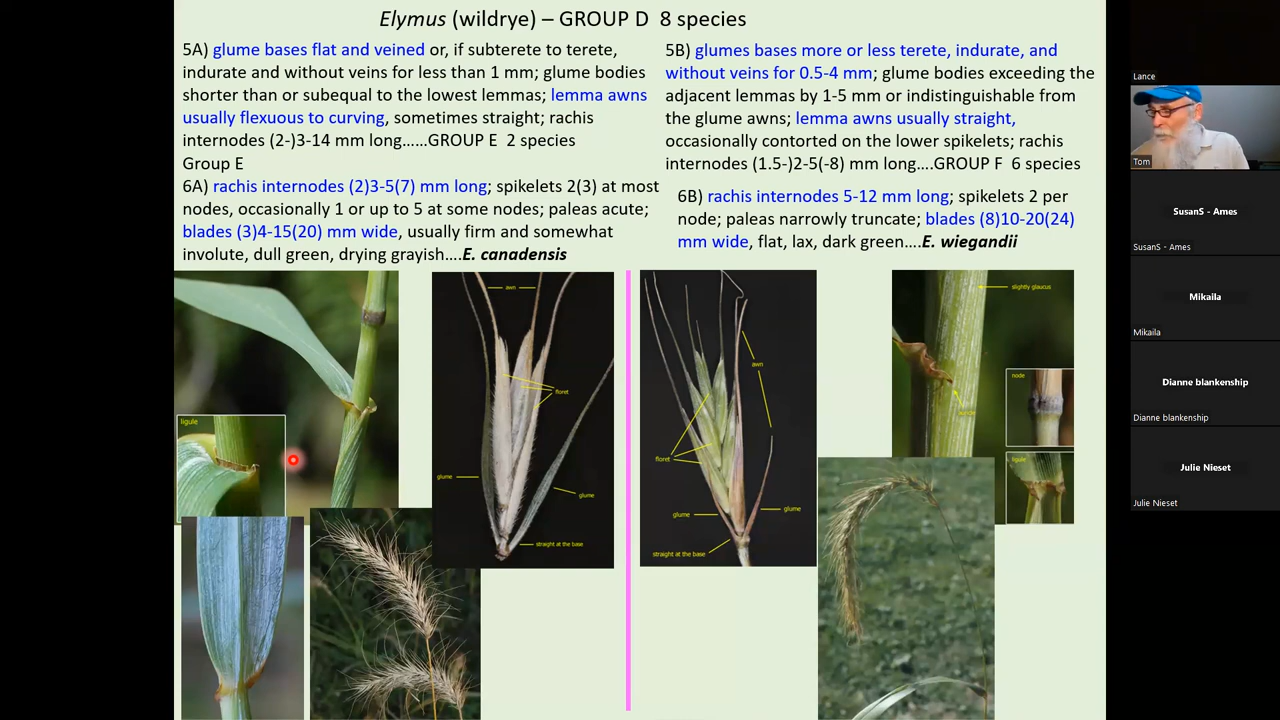 Elymus (wildrye) – GROUP D  8 species
5A) glume bases flat and veined or, if subterete to terete,
indurate and without veins for less than 1 mm; glume bodies
shorter than or subequal to the lowest lemmas; lemma awns
usually flexuous to curving, sometimes straight; rachis
internodes (2-)3-14 mm long……GROUP E  2 species
Group E
6A) rachis internodes (2)3-5(7) mm long; spikelets 2(3) at most
nodes, occasionally 1 or up to 5 at some nodes; paleas acute;
blades (3)4-15(20) mm wide, usually firm and somewhat
involute, dull green, drying grayish….E. canadensis
5B) glumes bases more or less terete, indurate, and
without veins for 0.5-4 mm; glume bodies exceeding the
adjacent lemmas by 1-5 mm or indistinguishable from
the glume awns; lemma awns usually straight,
occasionally contorted on the lower spikelets; rachis
internodes (1.5-)2-5(-8) mm long….GROUP F  6 species
6B) rachis internodes 5-12 mm long; spikelets 2 per
node; paleas narrowly truncate; blades (8)10-20(24)
mm wide, flat, lax, dark green….E. wiegandii
ligule
awn
floret
glume
glume
straight at the base
awn
floret
glume
glume
straight at the base
slightly glaucus
node
ligule
Lance
Tom
SusanS - Ames
SusanS - Ames
Mikaila
Mikaila
Dianne blankenship
Dianne blankenship
Julie Nieset
Julie Nieset